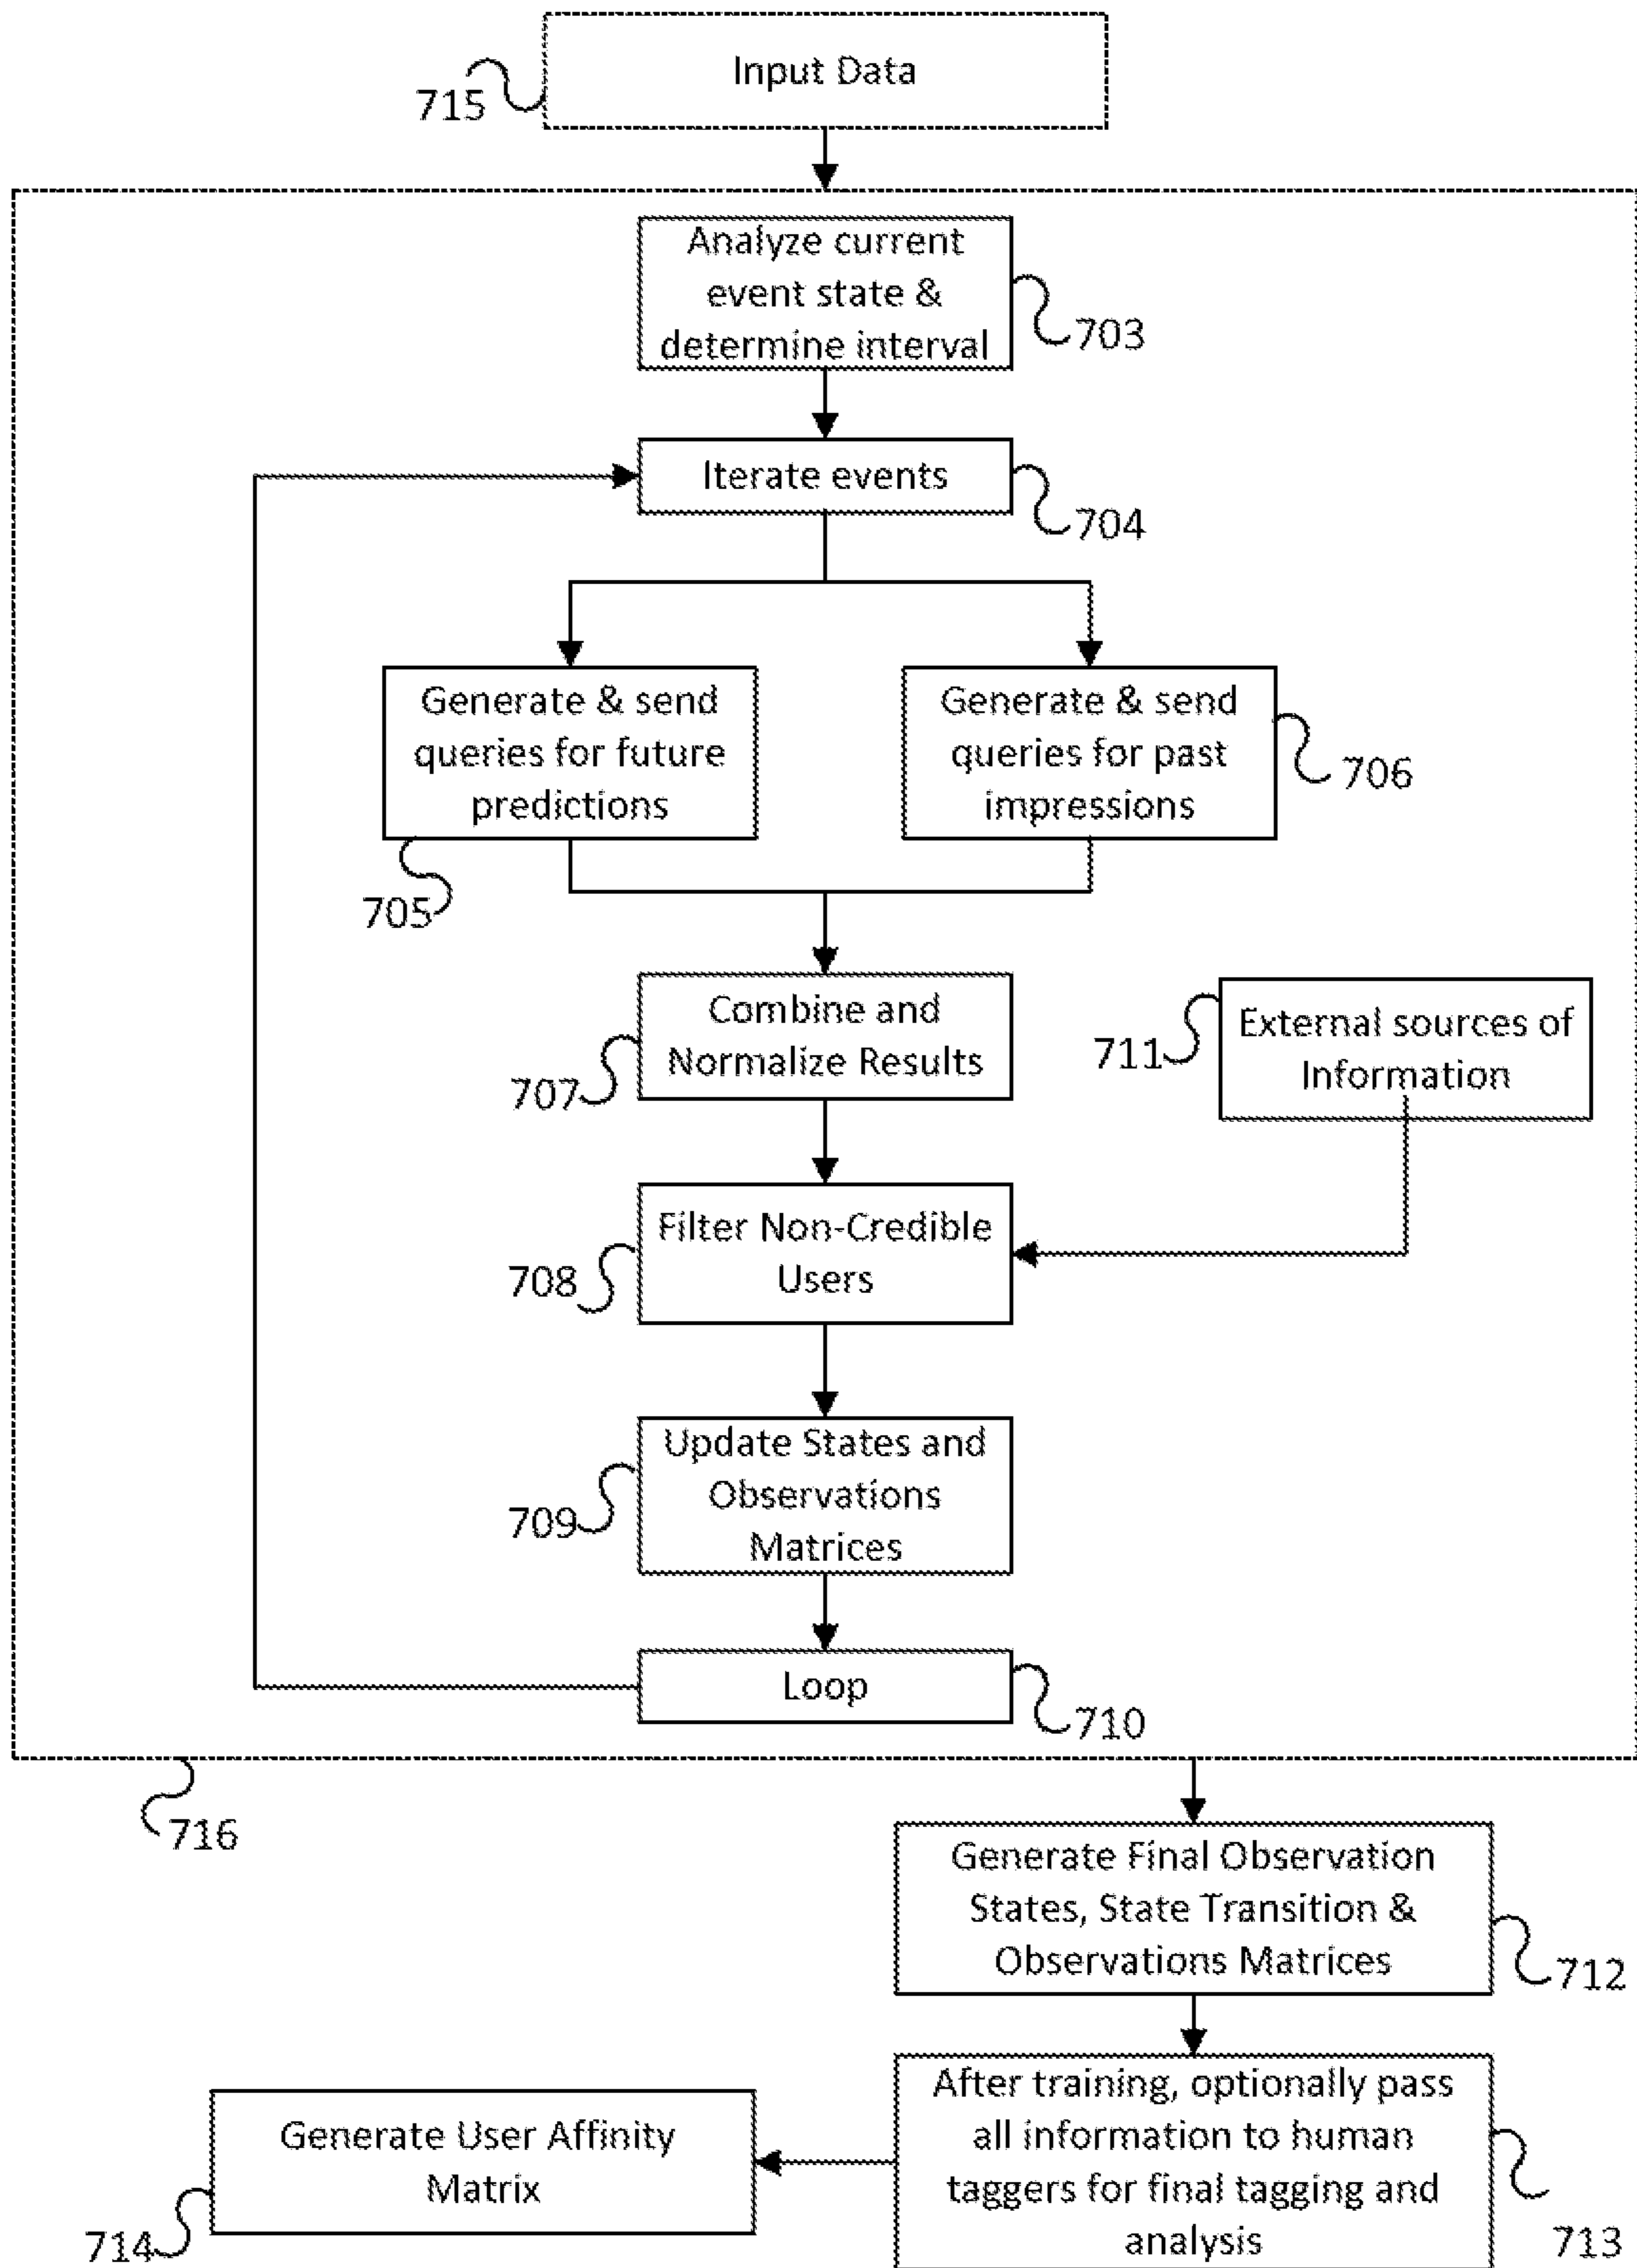 Input Data
715
Analyze current
event state &
determine interval
703
Iterate events
704
Generate & send
queries for future
predictions
705
Generate & send
queries for past
impressions
706
Combine and
Normalize Results
707
External sources of
Information
711
Filter Non-Credible
Users
708
Update States and
Observations
Matrices
709
Loop
710
716
Generate Final Observation
States, State Transition &
Observations Matrices
712
After training, optionally pass
all information to human
taggers for final tagging and
analysis
713
Generate User Affinity
Matrix
714